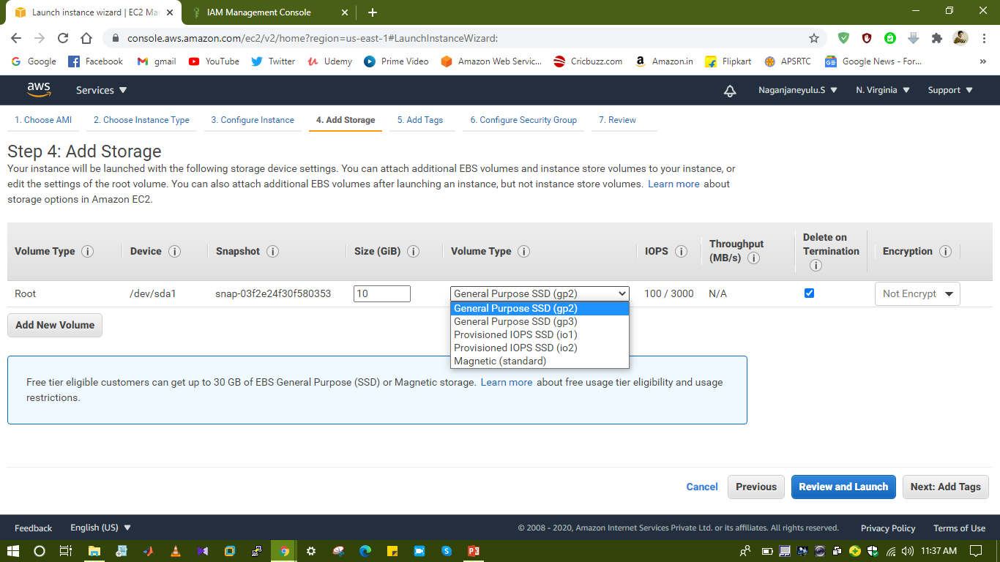 Launch instance wizard | EC2 Mar
IAM Management Console
console.aws.amazon.com/ec2/v2/home?region=us-east-1#LaunchInstanceWizard:
Google
Facebook
gmail
YouTube
Twitter
Udemy
Prime Video
Amazon Web Servic...
Cricbuzz.com
Amazon.in
Flipkart
APSRTC
Google News - For...
aws
Services
Naganjaneyulu.S
N. Virginia
Support
1. Choose AMI
2. Choose Instance Type
3. Configure Instance
4. Add Storage
5. Add Tags
6. Configure Security Group
7. Review
Step 4: Add Storage
Your instance will be launched with the following storage device settings. You can attach additional EBS volumes and instance store volumes to your instance, or
edit the settings of the root volume. You can also attach additional EBS volumes after launching an instance, but not instance store volumes. Learn more about
storage options in Amazon EC2.
Volume Type
Device
Snapshot
Size (GiB)
Volume Type
IOPS
Throughput
(MB/s)
Delete on
Termination
Encryption
Root
/dev/sda1
snap-03f2e24f30f580353
10
General Purpose SSD (gp2)
100 / 3000
N/A
Not Encrypt
General Purpose SSD (gp2)
General Purpose SSD (gp3)
Provisioned IOPS SSD (io1)
Provisioned IOPS SSD (io2)
Magnetic (standard)
Add New Volume
Free tier eligible customers can get up to 30 GB of EBS General Purpose (SSD) or Magnetic storage. Learn more about free usage tier eligibility and usage
restrictions.
Cancel
Previous
Review and Launch
Next: Add Tags
Feedback
English (US)
© 2008 - 2020, Amazon Internet Services Private Ltd. or its affiliates. All rights reserved.
Privacy Policy
Terms of Use
11:37 AM